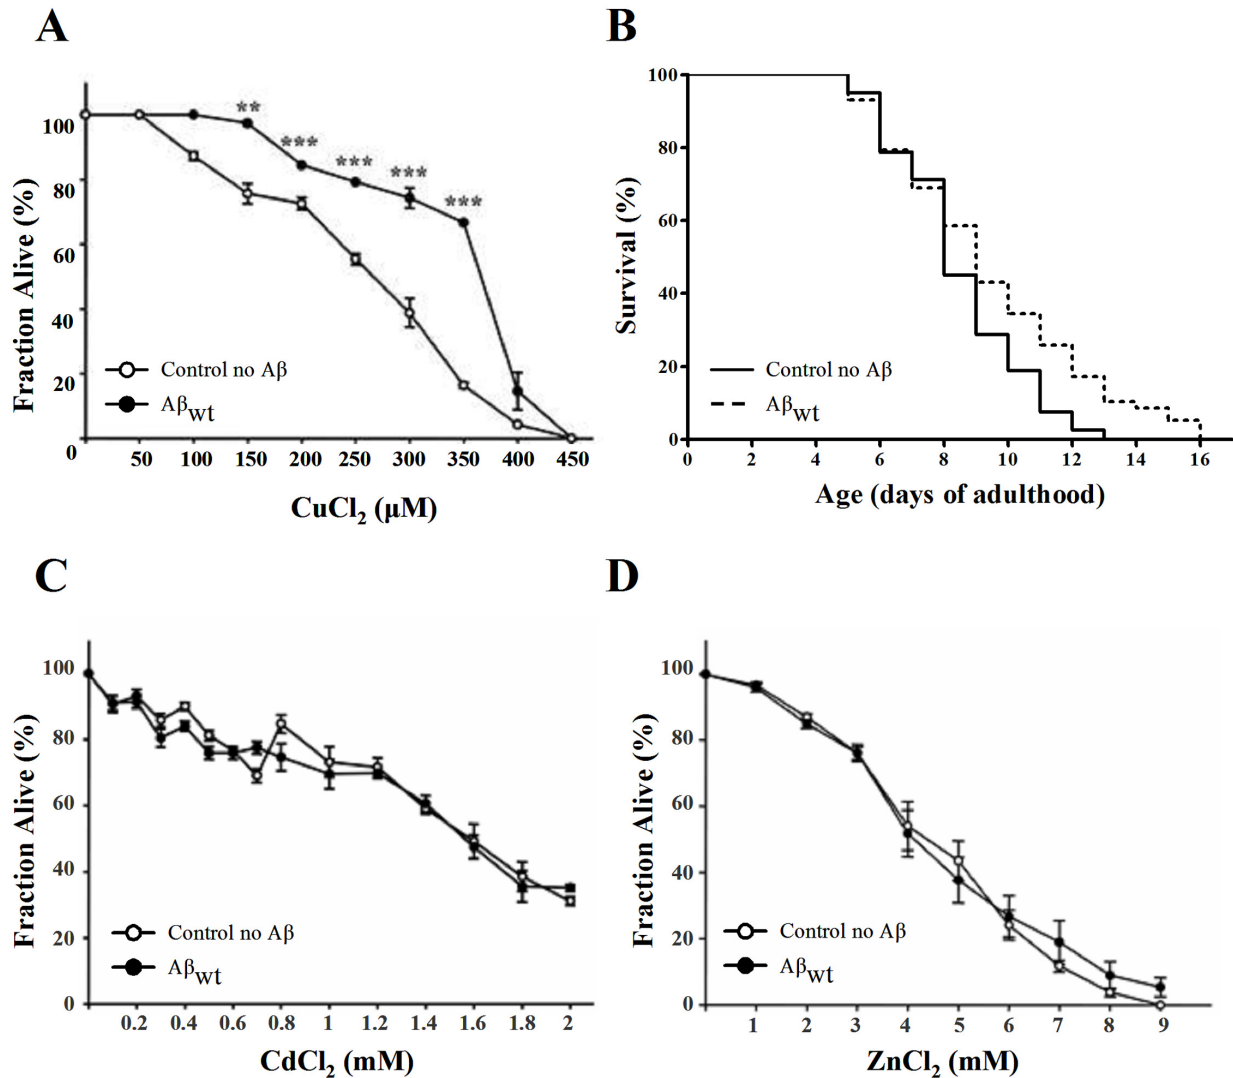 A
Fraction Alive (%)
100
80
60
40
20
0
**
***
***
***
***
Control no Aβ
Aβwt
50 100 150 200 250 300 350 400 450
CuCl2 (μM)
B
Survival (%)
100
80
60
40
20
0
Control no Aβ
Aβwt
0 2 4 6 8 10 12 14 16
Age (days of adulthood)
C
Fraction Alive (%)
100
80
60
40
20
0
Control no Aβ
Aβwt
0.2 0.4 0.6 0.8 1 1.2 1.4 1.6 1.8 2
CdCl2 (mM)
D
Fraction Alive (%)
100
80
60
40
20
0
Control no Aβ
Aβwt
1 2 3 4 5 6 7 8 9
ZnCl2 (mM)